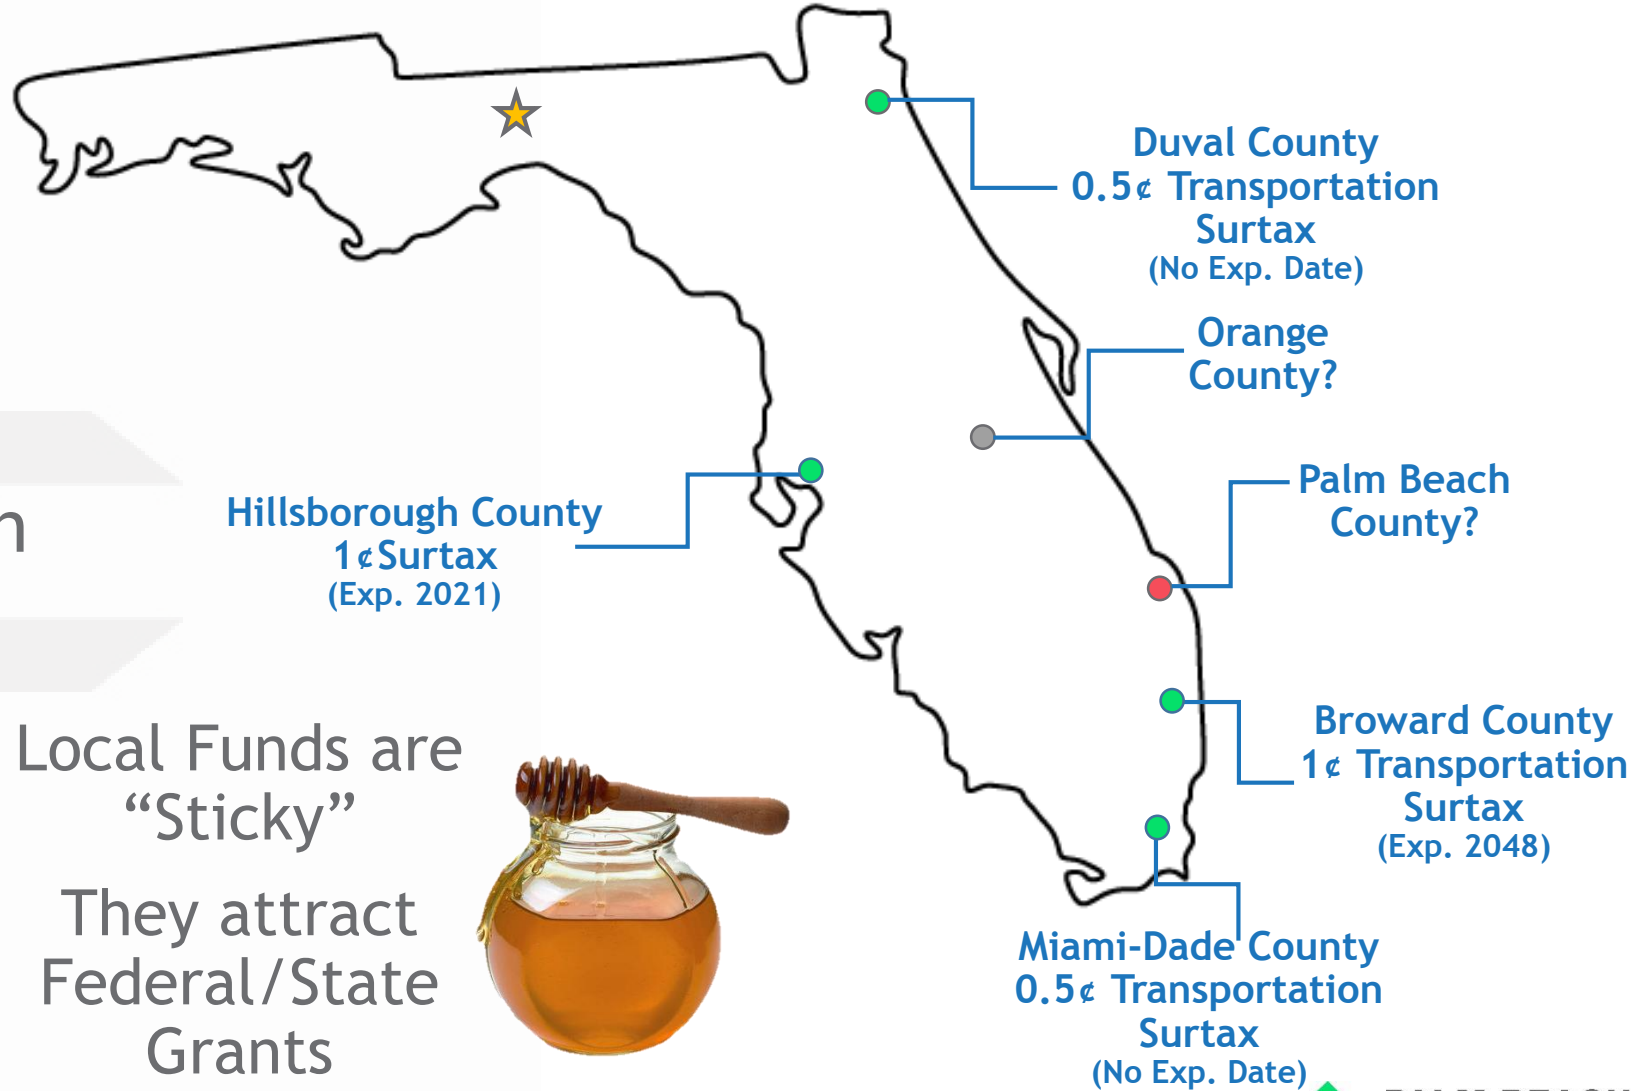 Duval County
0.5¢ Transportation
Surtax
(No Exp. Date)
Orange
County?
Palm Beach
County?
Hillsborough County
1¢Surtax
(Exp. 2021)
Broward County
1¢ Transportation
Surtax
(Exp. 2048)
Local Funds are
“Sticky”
They attract
Federal/State
Grants
Miami-Dade County
0.5¢ Transportation
Surtax
(No Exp. Date)